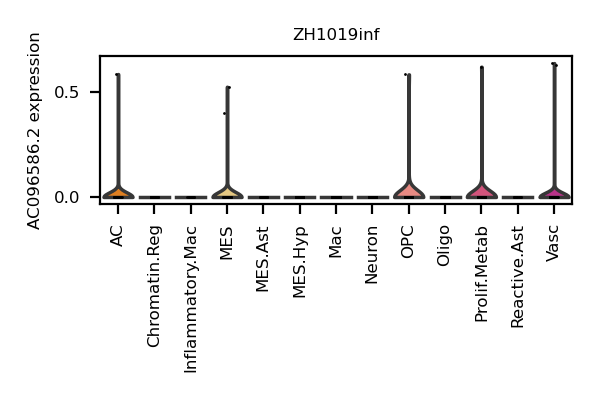 ZH1019inf
AC096586.2 expression
0.5
0.0
AC
Chromatin.Reg
Inflammatory.Mac
MES
MES.Ast
MES.Hyp
Mac
Neuron
OPC
Oligo
Prolif.Metab
Reactive.Ast
Vasc